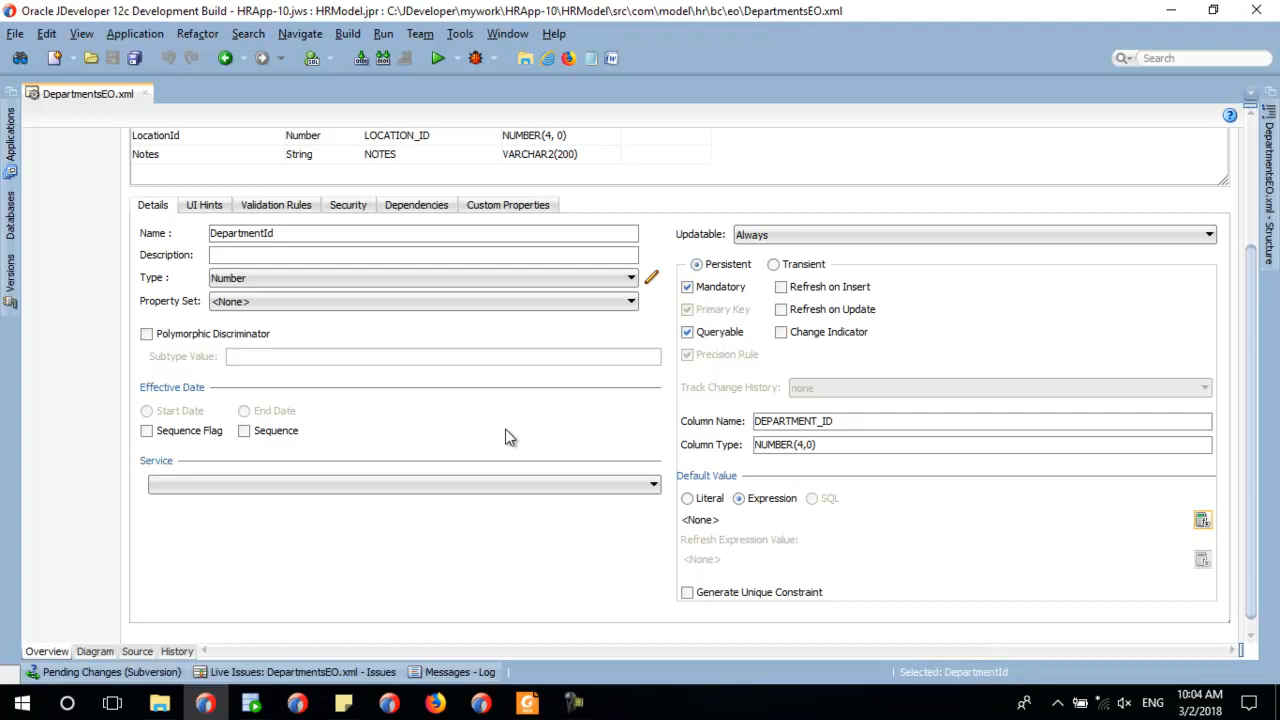 Oracle JDeveloper 12c Development Build - HRApp-10.jws : HRModel.jpr : C:\JDeveloper\mywork\HRApp-10\HRModel\src\com\model\hr\bc\eo\DepartmentsEO.xml
File Edit View Application Refactor Search Navigate Build Run Team Tools Window Help
Search
DepartmentsEO.xml
Applications
Databases
Versions
DepartmentsEO.xml - Structure
LocationId Number LOCATION_ID NUMBER(4, 0)
Notes String NOTES VARCHAR2(200)
Details UI Hints Validation Rules Security Dependencies Custom Properties
Name : DepartmentId
Updatable: Always
Description:
Persistent Transient
Type : Number
Mandatory Refresh on Insert
Property Set: <None>
Primary Key Refresh on Update
Polymorphic Discriminator
Queryable Change Indicator
Subtype Value:
Precision Rule
Effective Date
Track Change History: none
Start Date End Date
Column Name: DEPARTMENT_ID
Sequence Flag Sequence
Column Type: NUMBER(4,0)
Service
Default Value
Literal Expression SQL
<None>
Refresh Expression Value:
<None>
Generate Unique Constraint
Overview Diagram Source History
Pending Changes (Subversion) Live Issues: DepartmentsEO.xml - Issues Messages - Log Selected: DepartmentId
ENG
10:04 AM
3/2/2018